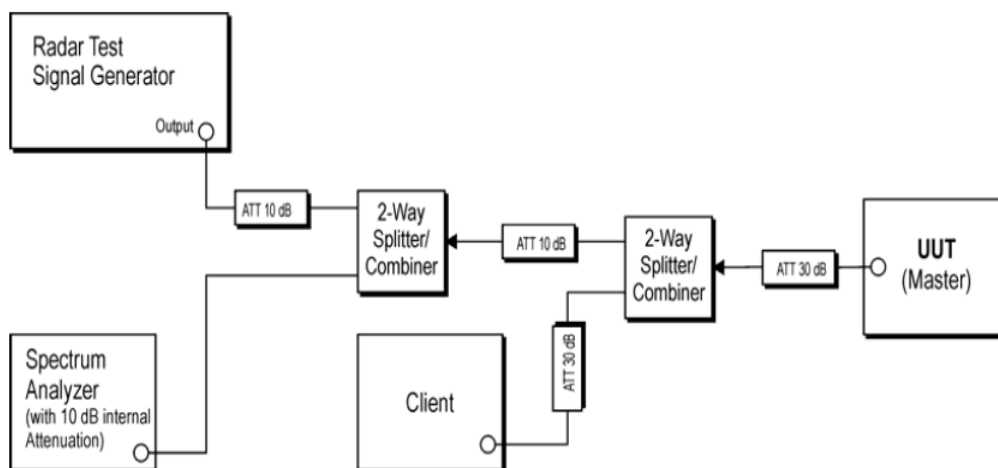 Radar Test
Signal Generator
Output
ATT 10 dB
2-Way
Splitter/
Combiner
ATT 10 dB
2-Way
Splitter/
Combiner
ATT 30 dB
UUT
(Master)
Spectrum
Analyzer
(with 10 dB internal
Attenuation)
Client
ATT 30 dB